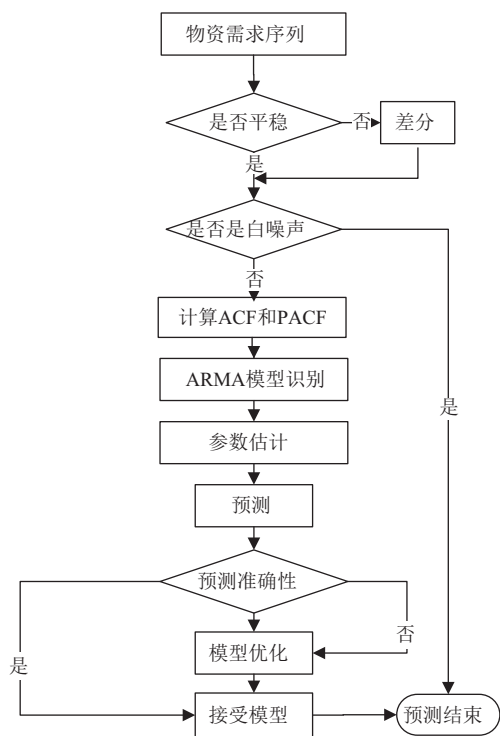 物资需求序列
是否平稳
否
差分
是
是否是白噪声
否
计算ACF和PACF
ARMA模型识别
是
参数估计
预测
预测准确性
否
是
模型优化
接受模型
预测结束